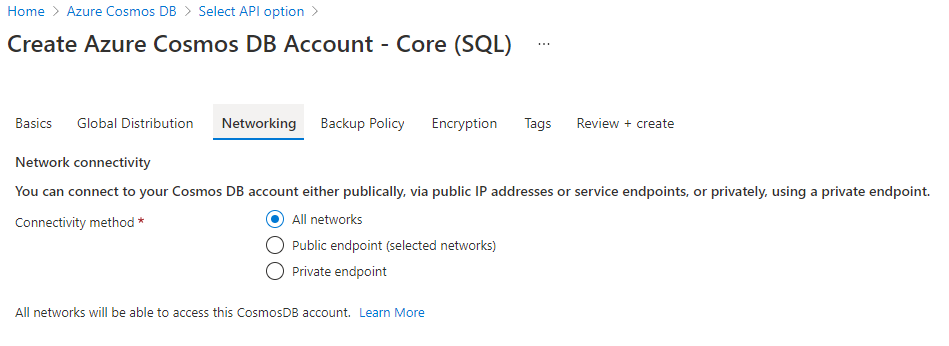 Home > Azure Cosmos DB > Select API option >
Create Azure Cosmos DB Account - Core (SQL) ...
Basics Global Distribution Networking Backup Policy Encryption Tags Review + create
Network connectivity
You can connect to your Cosmos DB account either publically, via public IP addresses or service endpoints, or privately, using a private endpoint.
Connectivity method * All networks
Public endpoint (selected networks)
Private endpoint
All networks will be able to access this CosmosDB account. Learn More